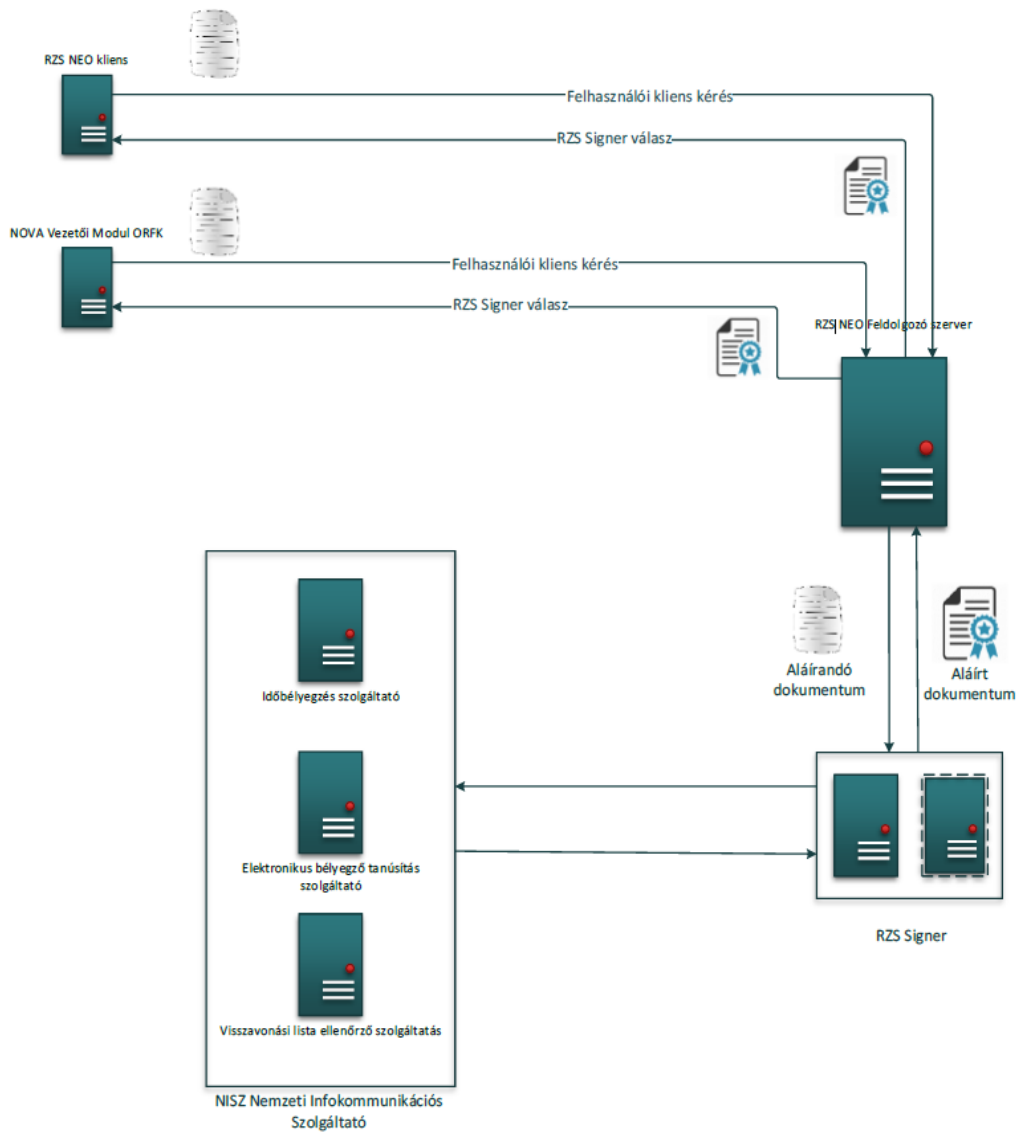 RZS NEO kliens
Felhasználói kliens kérés
RZS Signer válasz
NOVA Vezetői Modul ORFK
Felhasználói kliens kérés
RZS Signer válasz
RZS NEO Feldolgozó szerver
Időbélyegzés szolgáltató
Aláírandó
dokumentum
Aláírt
dokumentum
Elektronikus bélyegző tanúsítás
szolgáltató
RZS Signer
Visszavonási lista ellenőrző szolgáltatás
NISZ Nemzeti Infokommunikációs
Szolgáltató